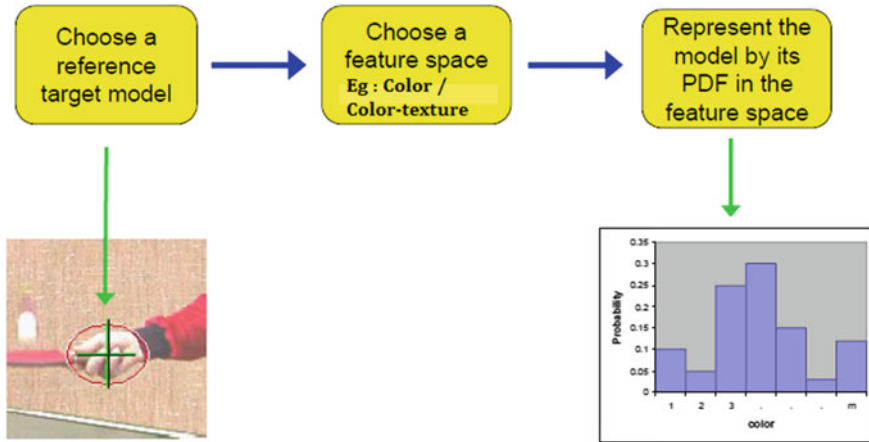 Choose a
reference
target model
Choose a
feature space
Eg : Color /
Color-texture
Represent the
model by its
PDF in the
feature space
0.35
0.3
0.25
0.2
0.15
0.1
0.05
0
Probability
1 2 3 . . . m
color